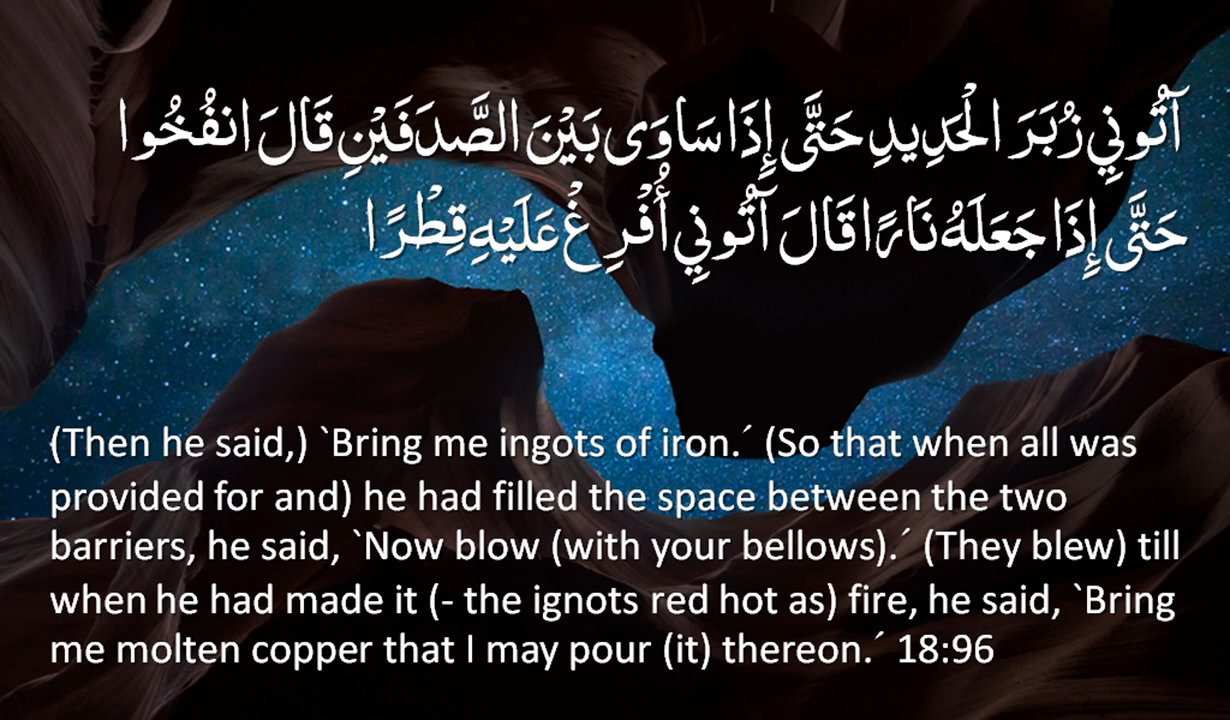 آتُونِي زُبَرَ الْحَدِيدِ حَتَّى إِذَا سَاوَى بَيْنَ الصَّدَفَيْنِ قَالَ انفُخُوا
حَتَّى إِذَا جَعَلَهُ نَارًا قَالَ آتُونِي أُفْرِغْ عَلَيْهِ قِطْرًا
(Then he said,) `Bring me ingots of iron.´ (So that when all was
provided for and) he had filled the space between the two
barriers, he said, `Now blow (with your bellows).´ (They blew) till
when he had made it (- the ignots red hot as) fire, he said, `Bring
me molten copper that I may pour (it) thereon.´ 18:96